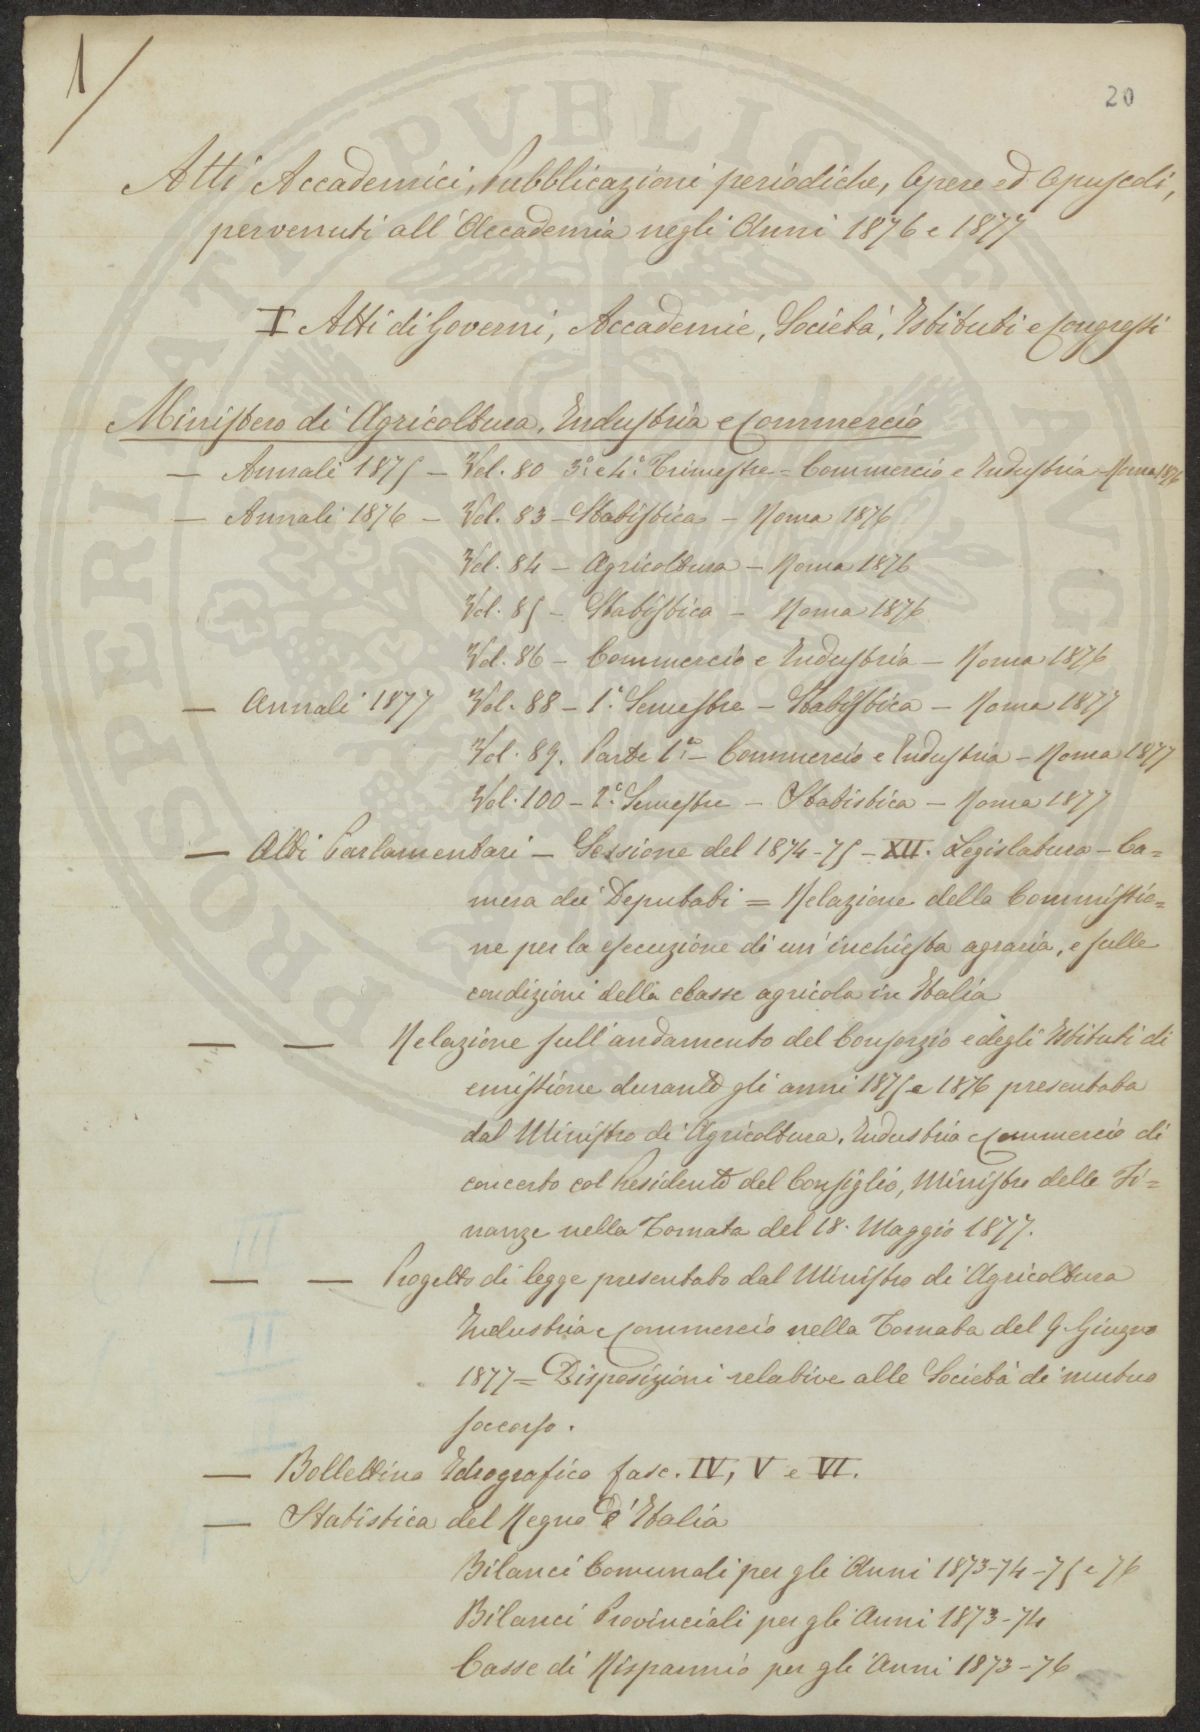 1/
20
Atti Accademici, Pubblicazioni periodiche, Opere ed Opuscoli,
pervenuti all'Accademia negli Anni 1876 e 1877
I Atti di Governi, Accademie, Società, Istituti e Congressi
Ministero di Agricoltura, Industria e Commercio
— Annali 1875 — Vol. 80 3.º e 4.º Trimestre = Commercio e Industria - Roma 1876
— Annali 1876 — Vol. 83 — Statistica — Roma 1876
Vol. 84 — Agricoltura — Roma 1876
Vol. 85 — Statistica — Roma 1876
Vol. 86 — Commercio e Industria — Roma 1876
— Annali 1877 Vol. 88 — 1.º Semestre — Statistica — Roma 1877
Vol. 89. Parte 1.ª — Commercio e Industria — Roma 1877
Vol. 100 — 2.º Semestre — Statistica — Roma 1877
— Atti Parlamentari — Sessione del 1874-75 — XII. Legislatura — Ca=
mera dei Deputati = Relazione della Commissio=
ne per la esecuzione di un'inchiesta agraria, e sulle
condizioni della classe agricola in Italia
— — Relazione sull'andamento del Consorzio e degli Istituti di
emissione durante gli anni 1875 e 1876 presentata
dal Ministro di Agricoltura, Industria e Commercio di
concerto col Presidente del Consiglio, Ministro delle Fi=
nanze nella Tornata del 18. Maggio 1877.
— — Progetto di legge presentato dal Ministro di Agricoltura
Industria e Commercio nella Tornata del 9. Giugno
1877 = Disposizioni relative alle Società di mutuo
soccorso.
— Bollettino Idrografico fasc. IV, V e VI.
— Statistica del Regno d'Italia
Bilanci Comunali per gli Anni 1873-74-75 e 76
Bilanci Provinciali per gli Anni 1873-74
Casse di Risparmio per gli Anni 1873-76